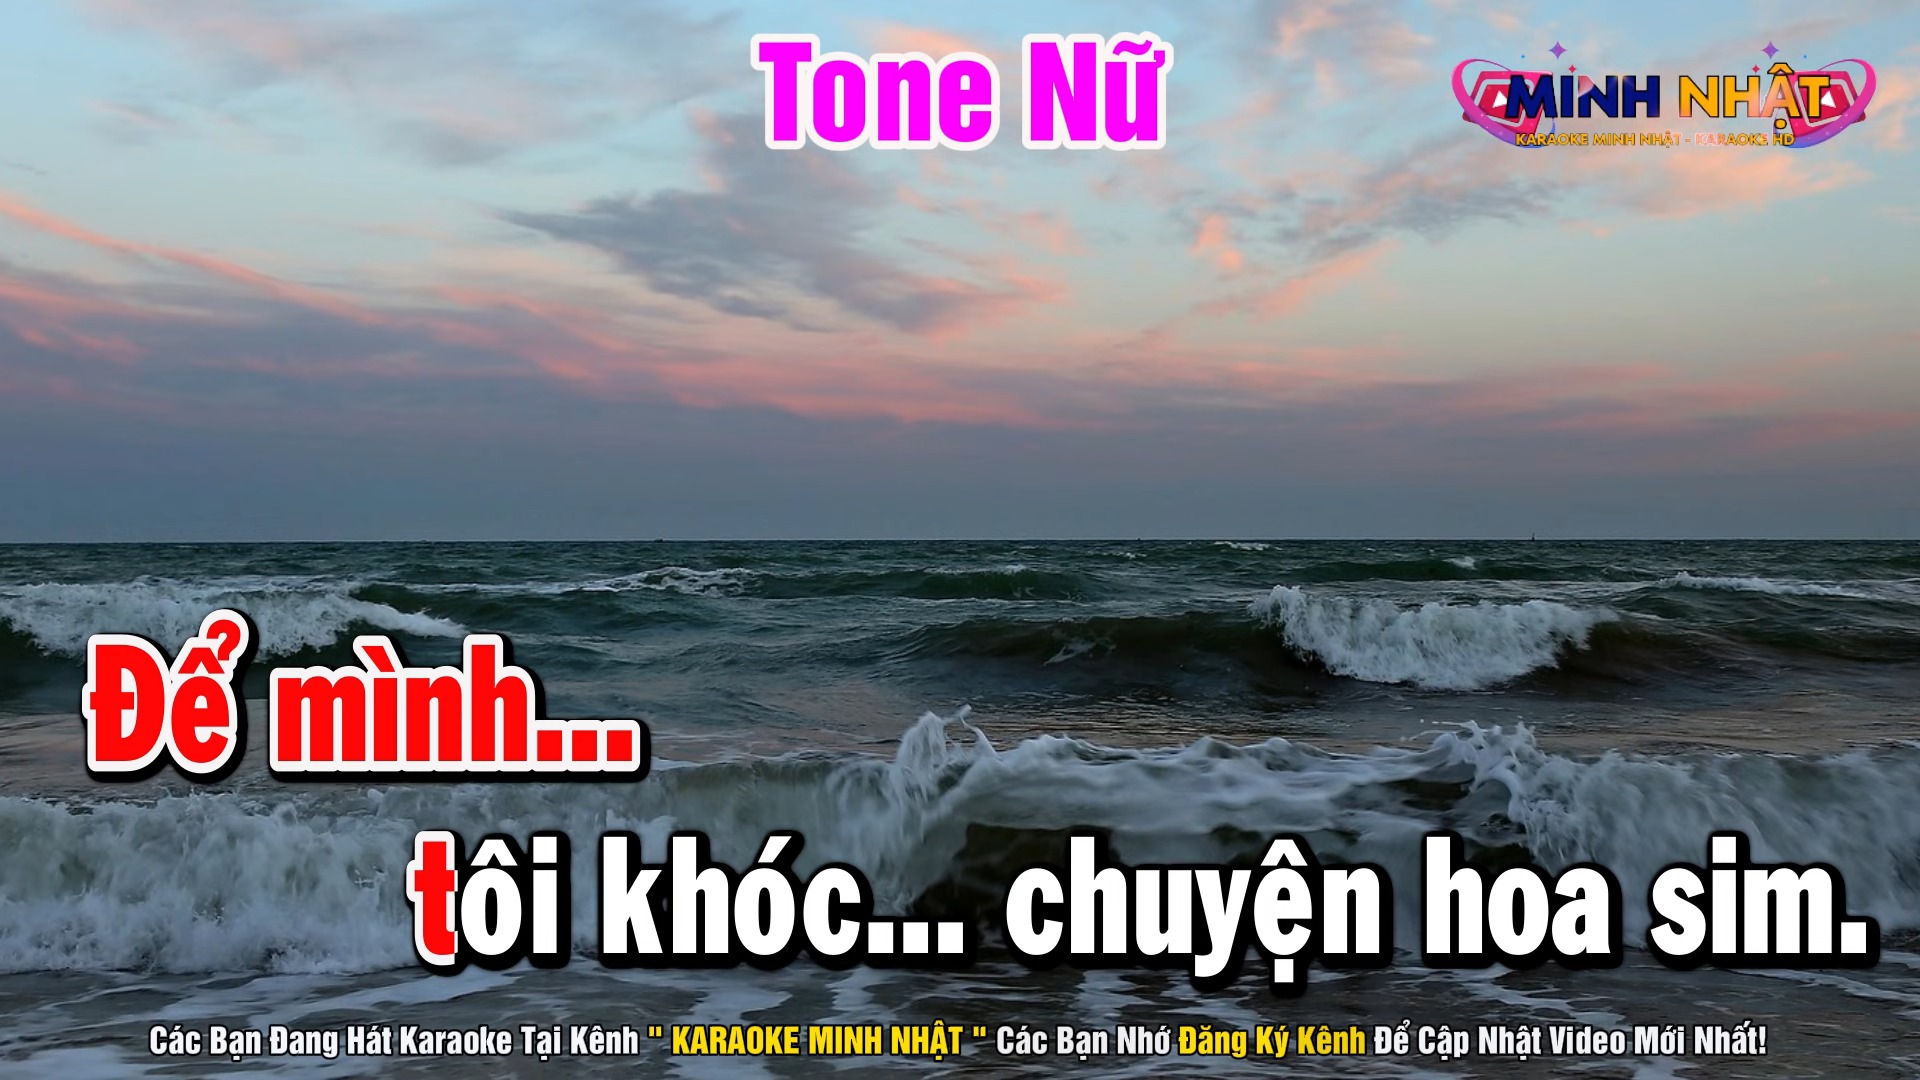 Tone Nữ
MINH NHẬT
KARAOKE MINH NHẬT - KARAOKE HD
Để mình...
tôi khóc... chuyện hoa sim.
Các Bạn Đang Hát Karaoke Tại Kênh " KARAOKE MINH NHẬT " Các Bạn Nhớ Đăng Ký Kênh Để Cập Nhật Video Mới Nhất!